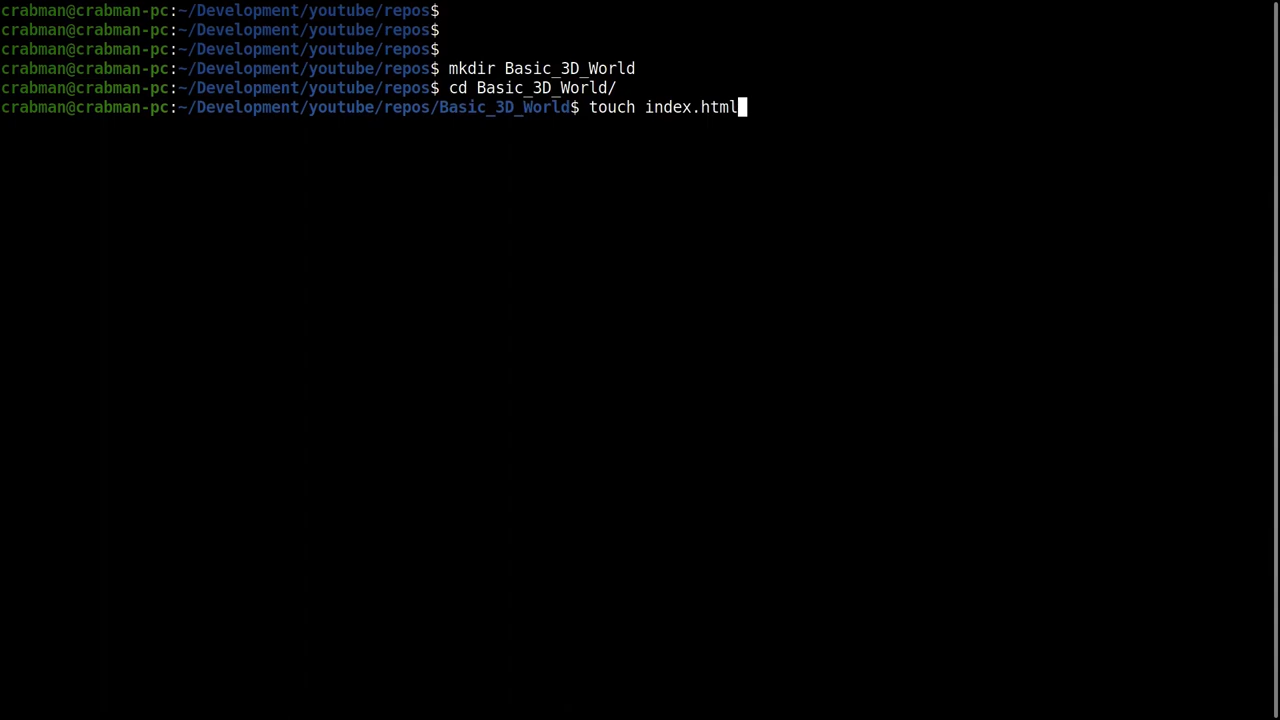 crabman@crabman-pc:~/Development/youtube/repos$
crabman@crabman-pc:~/Development/youtube/repos$
crabman@crabman-pc:~/Development/youtube/repos$
crabman@crabman-pc:~/Development/youtube/repos$ mkdir Basic_3D_World
crabman@crabman-pc:~/Development/youtube/repos$ cd Basic_3D_World/
crabman@crabman-pc:~/Development/youtube/repos/Basic_3D_World$ touch index.html